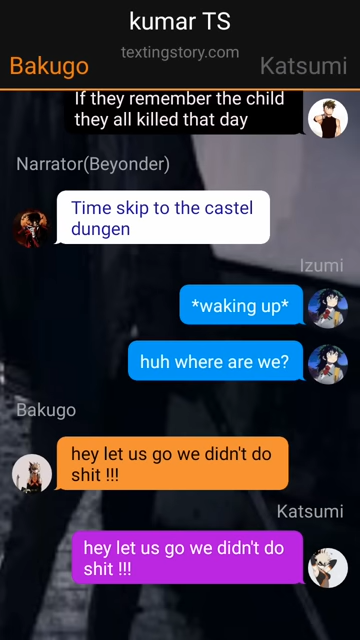 kumar TS
textingstory.com
Bakugo
Katsumi
If they remember the child
they all killed that day
Narrator(Beyonder)
Time skip to the castel
dungen
Izumi
*waking up*
huh where are we?
Bakugo
hey let us go we didn't do
shit !!!
Katsumi
hey let us go we didn't do
shit !!!